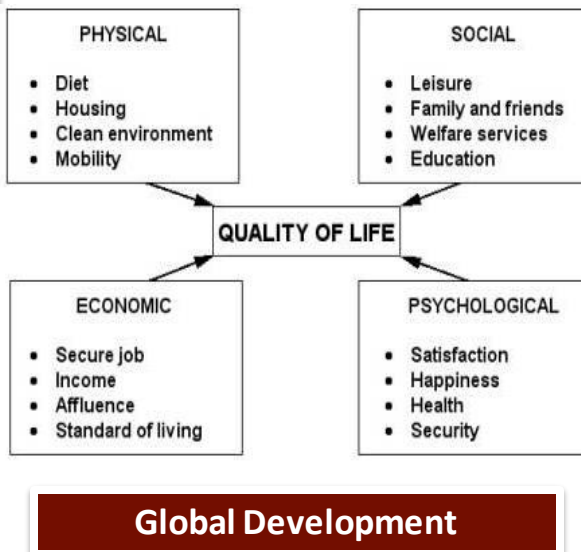 PHYSICAL
• Diet
• Housing
• Clean environment
• Mobility
SOCIAL
• Leisure
• Family and friends
• Welfare services
• Education
QUALITY OF LIFE
ECONOMIC
• Secure job
• Income
• Affluence
• Standard of living
PSYCHOLOGICAL
• Satisfaction
• Happiness
• Health
• Security
Global Development